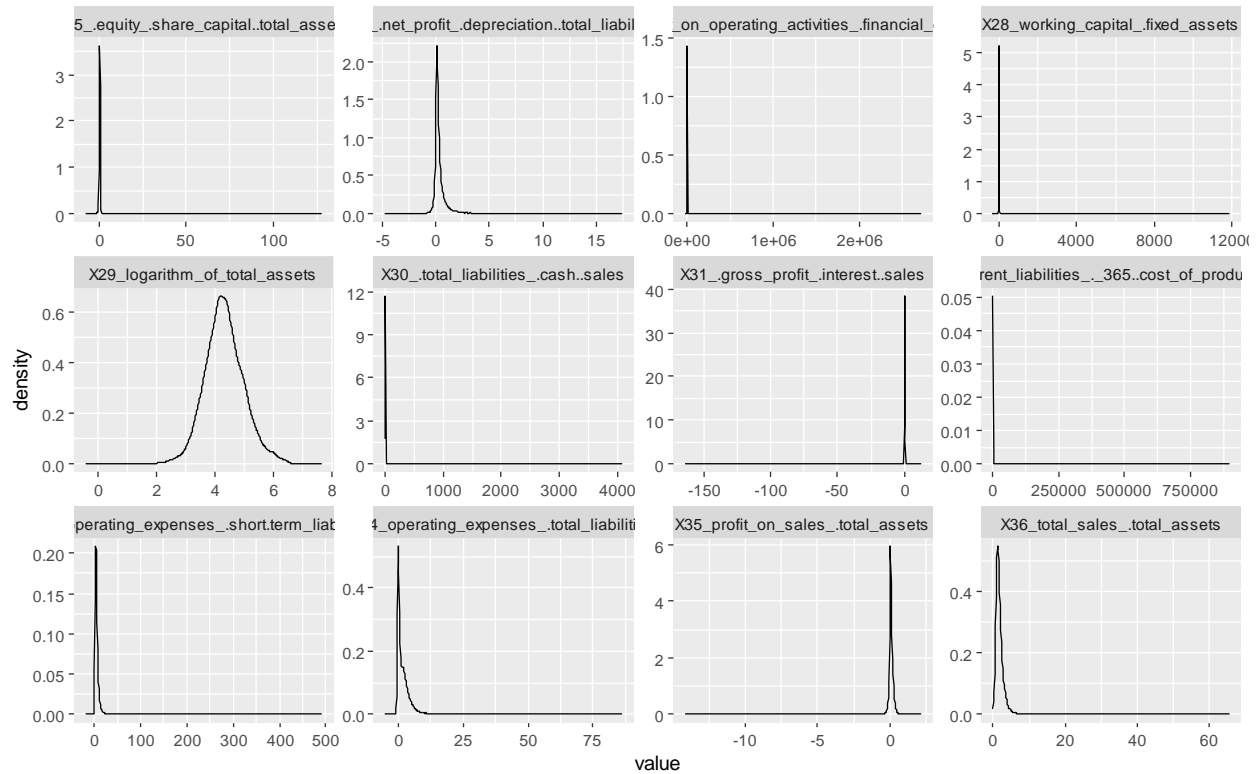 5_.equity_.share_capital..total_asse
_.net_profit_.depreciation..total_liabil
_on_operating_activities_.financial_
X28_working_capital_.fixed_assets
3
2
1
0
0 50 100
2.0
1.5
1.0
0.5
0.0
-5 0 5 10 15
1.5
1.0
0.5
0.0
0e+00 1e+06 2e+06
5
4
3
2
1
0
0 4000 8000 12000
X29_logarithm_of_total_assets
X30_.total_liabilities_.cash..sales
X31_.gross_profit_.interest..sales
rent_liabilities_._365..cost_of_produ
0.6
0.4
0.2
0.0
0 2 4 6 8
12
9
6
3
0
0 1000 2000 3000 4000
40
30
20
10
0
-150 -100 -50 0
0.05
0.04
0.03
0.02
0.01
0.00
0 250000 500000 750000
perating_expenses_.short.term_liab
4_operating_expenses_.total_liabiliti
X35_profit_on_sales_.total_assets
X36_total_sales_.total_assets
0.20
0.15
0.10
0.05
0.00
0 100 200 300 400 500
0.4
0.2
0.0
0 25 50 75
6
4
2
0
-10 -5 0
0.4
0.2
0.0
0 20 40 60
density
value